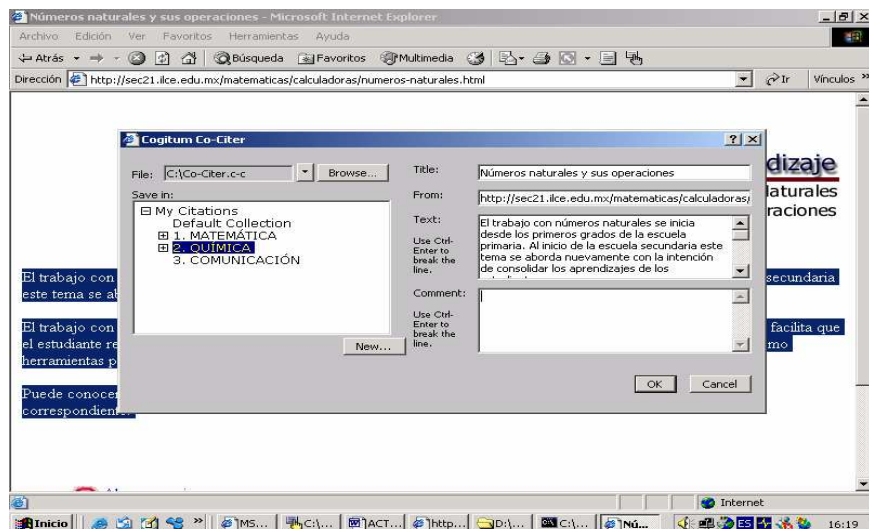 Números naturales y sus operaciones - Microsoft Internet Explorer
Archivo Edición Ver Favoritos Herramientas Ayuda
Atrás Búsqueda Favoritos Multimedia
Dirección http://sec21.ilce.edu.mx/matematicas/calculadoras/numeros-naturales.html Ir Vínculos »
dizaje
laturales
raciones
Cogitum Co-Citer
File: C:\Co-Citer.c-c Browse...
Save in:
My Citations
Default Collection
1. MATEMÁTICA
2. QUÍMICA
3. COMUNICACIÓN
New...
Title: Números naturales y sus operaciones
From: http://sec21.ilce.edu.mx/matematicas/calculadoras/
Text: El trabajo con números naturales se inicia
desde los primeros grados de la escuela
primaria. Al inicio de la escuela secundaria este
tema se aborda nuevamente con la intención
de consolidar los aprendizajes de los
Use Ctrl-
Enter to
break the
line.
Comment:
Use Ctrl-
Enter to
break the
line.
OK Cancel
El trabajo con secundaria
este tema se ab
El trabajo con facilita que
el estudiante re mo
herramientas p
Puede conocer
correspondient
Internet
Inicio » MS... C:\... ACT... http... D:\... C:\... Nú... ES 16:19